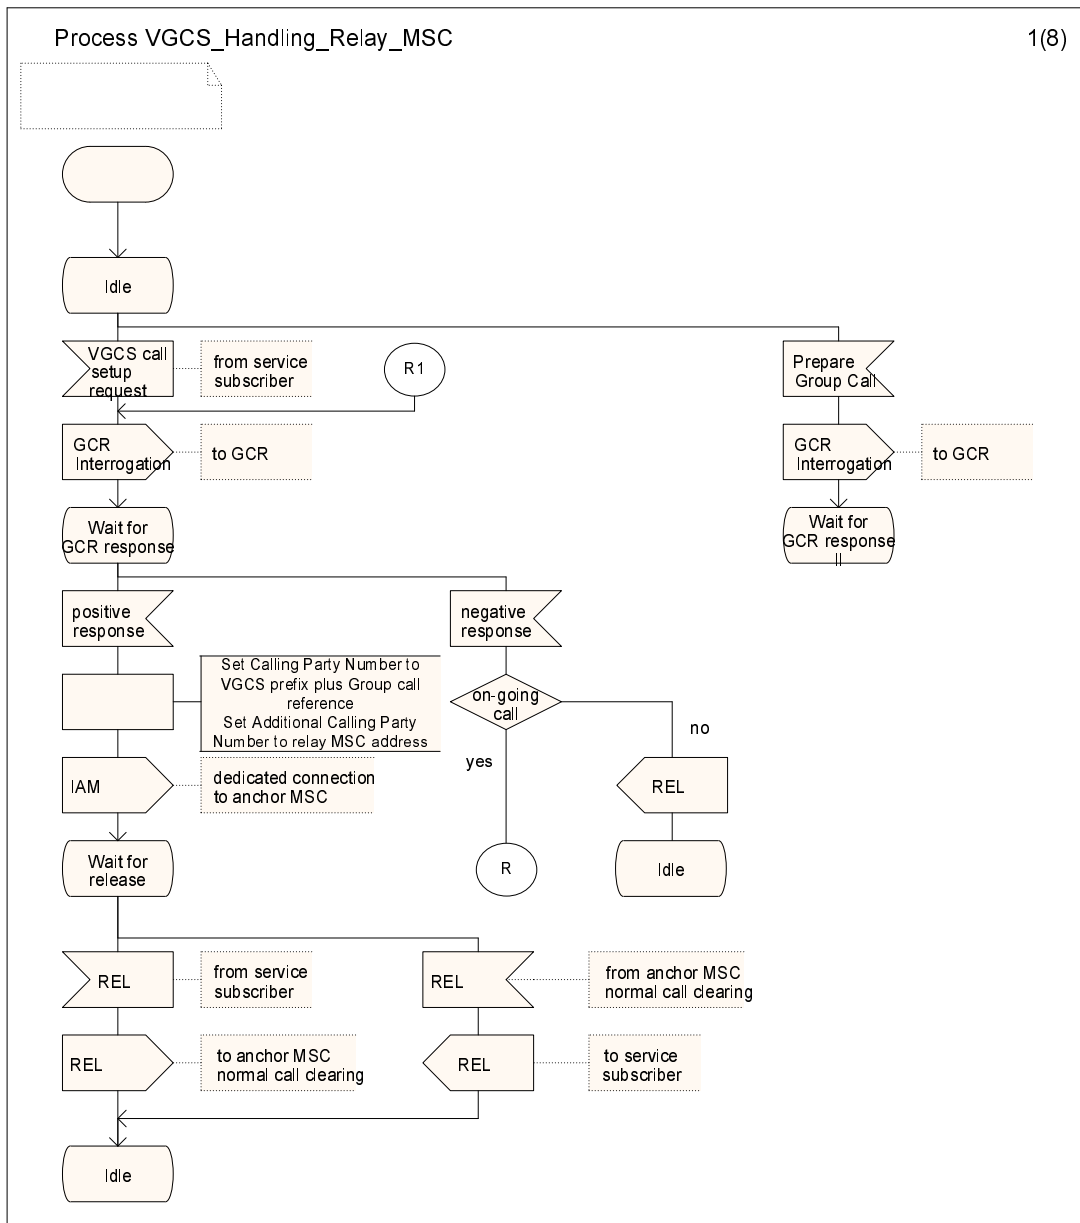 Process VGCS_Handling_Relay_MSC
1(8)
Idle
VGCS call
setup
request
from service
subscriber
R1
Prepare
Group Call
GCR
Interrogation
to GCR
GCR
Interrogation
to GCR
Wait for
GCR response
Wait for
GCR response
II
positive
response
negative
response
Set Calling Party Number to
VGCS prefix plus Group call
reference
Set Additional Calling Party
Number to relay MSC address
on-going
call
no
yes
IAM
dedicated connection
to anchor MSC
REL
Wait for
release
R
Idle
REL
from service
subscriber
REL
from anchor MSC
normal call clearing
REL
to anchor MSC
normal call clearing
REL
to service
subscriber
Idle